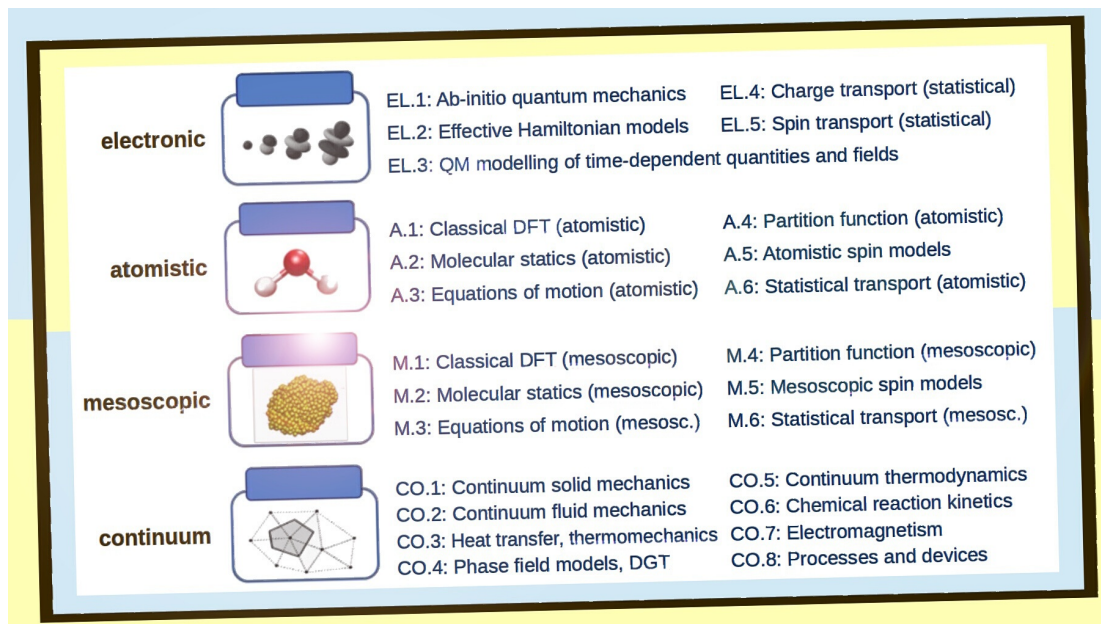 electronic
EL.1: Ab-initio quantum mechanics
EL.2: Effective Hamiltonian models
EL.3: QM modelling of time-dependent quantities and fields
EL.4: Charge transport (statistical)
EL.5: Spin transport (statistical)
atomistic
A.1: Classical DFT (atomistic)
A.2: Molecular statics (atomistic)
A.3: Equations of motion (atomistic)
A.4: Partition function (atomistic)
A.5: Atomistic spin models
A.6: Statistical transport (atomistic)
mesoscopic
M.1: Classical DFT (mesoscopic)
M.2: Molecular statics (mesoscopic)
M.3: Equations of motion (mesosc.)
M.4: Partition function (mesoscopic)
M.5: Mesoscopic spin models
M.6: Statistical transport (mesosc.)
continuum
CO.1: Continuum solid mechanics
CO.2: Continuum fluid mechanics
CO.3: Heat transfer, thermomechanics
CO.4: Phase field models, DGT
CO.5: Continuum thermodynamics
CO.6: Chemical reaction kinetics
CO.7: Electromagnetism
CO.8: Processes and devices